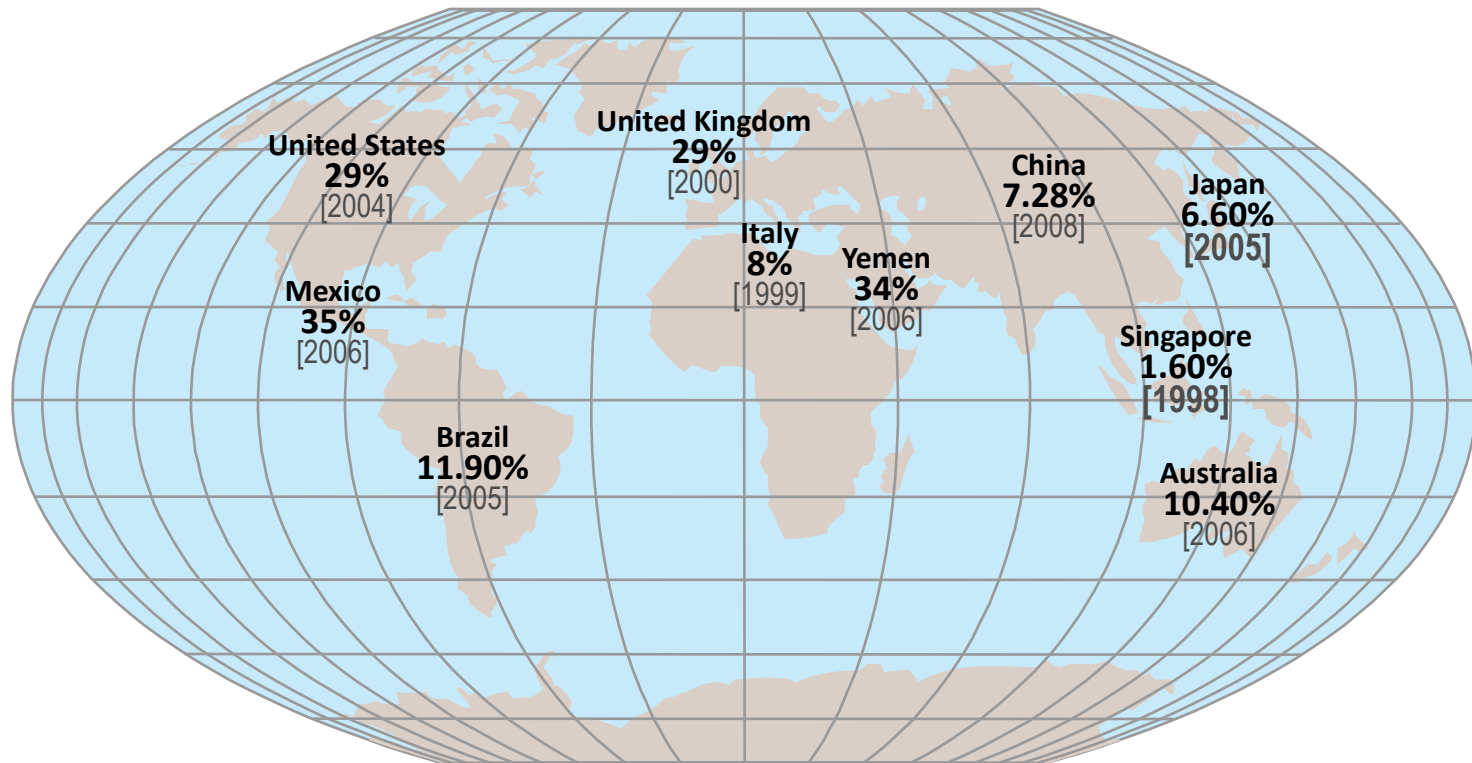 United States
29%
[2004]
United Kingdom
29%
[2000]
China
7.28%
[2008]
Japan
6.60%
[2005]
Italy
8%
[1999]
Yemen
34%
[2006]
Mexico
35%
[2006]
Singapore
1.60%
[1998]
Brazil
11.90%
[2005]
Australia
10.40%
[2006]